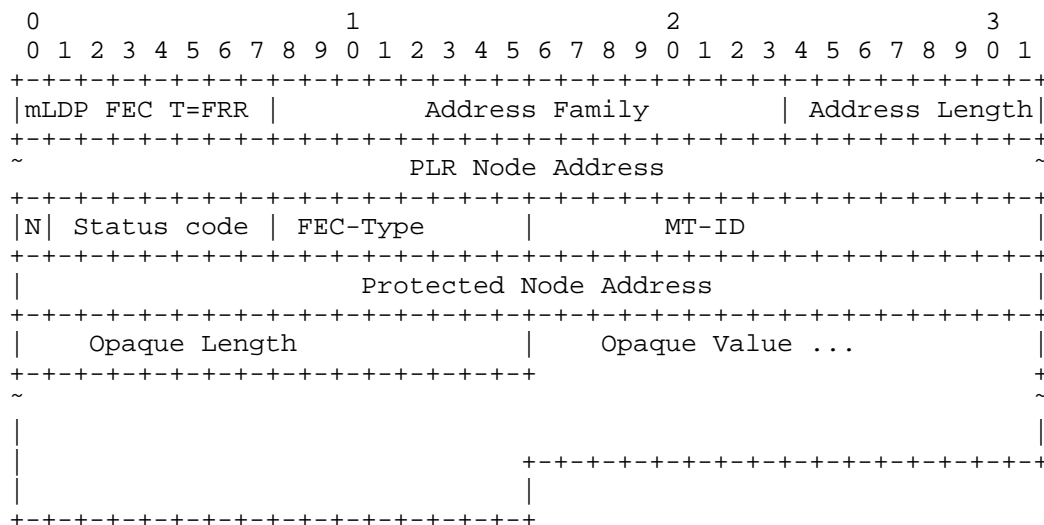 0                   1                   2                   3
 0 1 2 3 4 5 6 7 8 9 0 1 2 3 4 5 6 7 8 9 0 1 2 3 4 5 6 7 8 9 0 1
+-+-+-+-+-+-+-+-+-+-+-+-+-+-+-+-+-+-+-+-+-+-+-+-+-+-+-+-+-+-+-+-+
|mLDP FEC T=FRR |         Address Family        | Address Length|
+-+-+-+-+-+-+-+-+-+-+-+-+-+-+-+-+-+-+-+-+-+-+-+-+-+-+-+-+-+-+-+-+
~                        PLR Node Address                       ~
+-+-+-+-+-+-+-+-+-+-+-+-+-+-+-+-+-+-+-+-+-+-+-+-+-+-+-+-+-+-+-+-+
|N| Status code | FEC-Type      |        MT-ID                  |
+-+-+-+-+-+-+-+-+-+-+-+-+-+-+-+-+-+-+-+-+-+-+-+-+-+-+-+-+-+-+-+-+
|                     Protected Node Address                    |
+-+-+-+-+-+-+-+-+-+-+-+-+-+-+-+-+-+-+-+-+-+-+-+-+-+-+-+-+-+-+-+-+
|    Opaque Length              |    Opaque Value ...           |
+-+-+-+-+-+-+-+-+-+-+-+-+-+-+-+-+                               +
~                                                               ~
|                                                               |
|                               +-+-+-+-+-+-+-+-+-+-+-+-+-+-+-+-+
|                               |
+-+-+-+-+-+-+-+-+-+-+-+-+-+-+-+-+